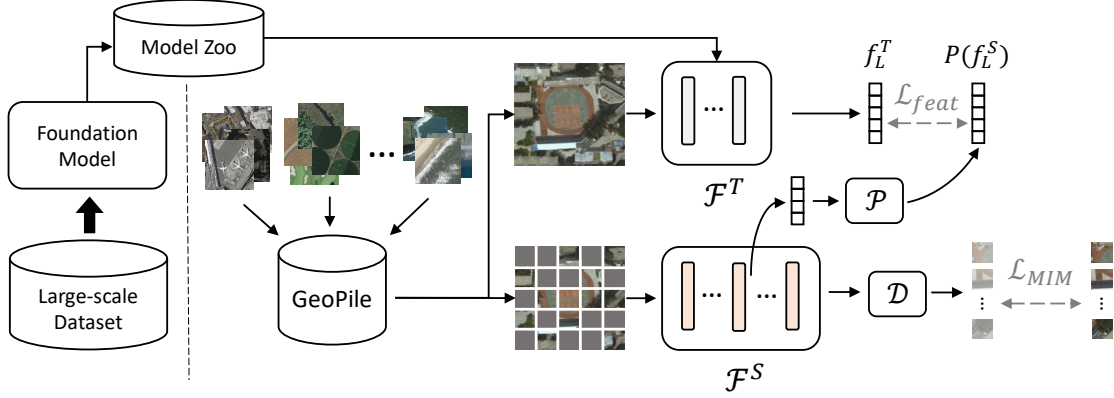 Model Zoo
Foundation
Model
Large-scale
Dataset
GeoPile
...
ℱ^T
f_L^T
P(f_L^S)
ℒ_feat
𝒫
ℱ^S
𝒟
ℒ_MIM